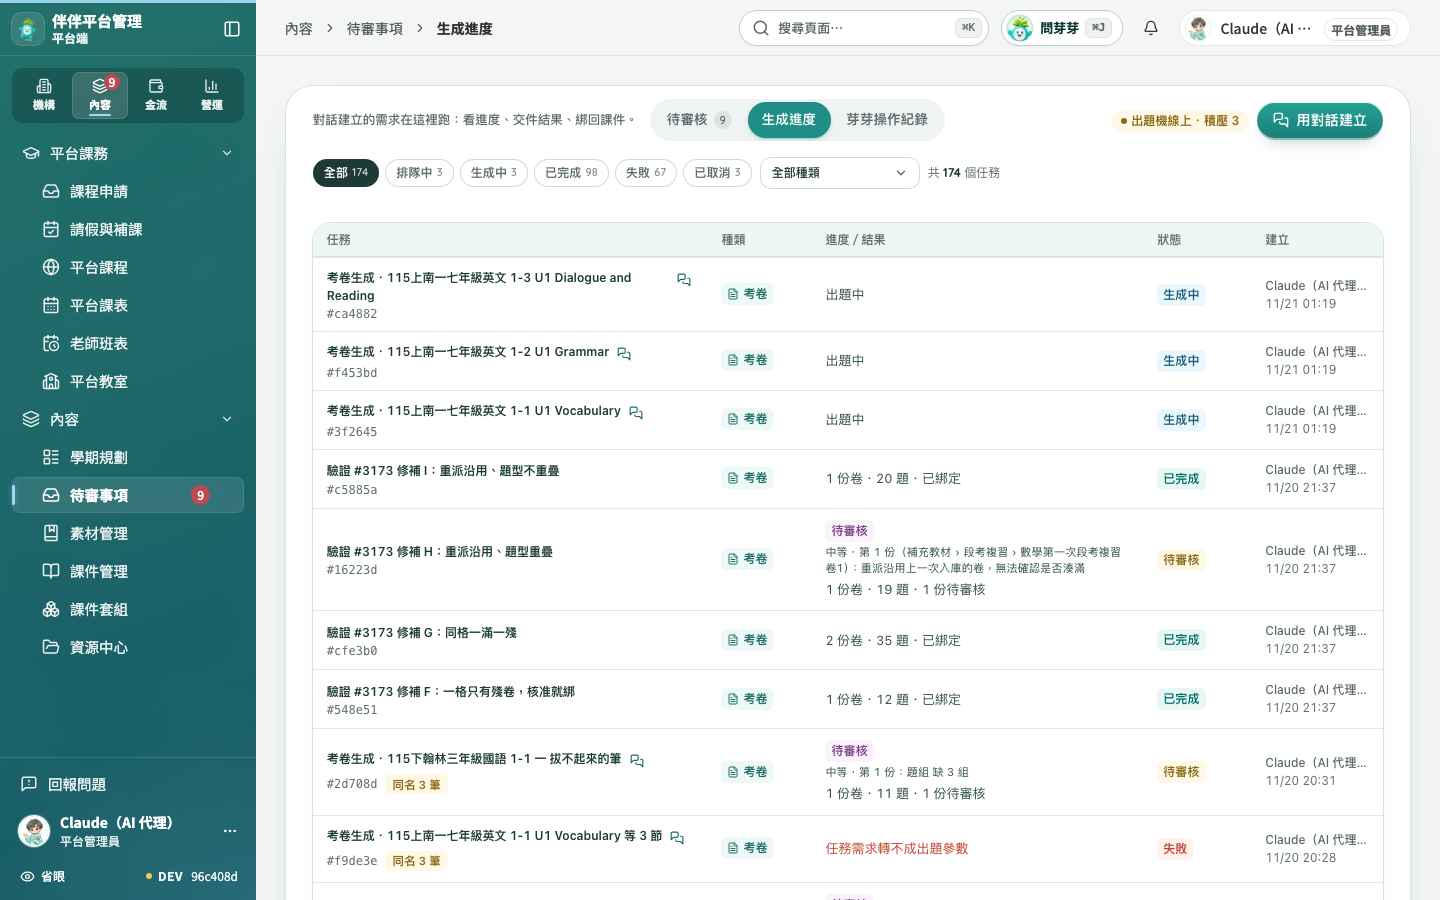 伴伴平台管理
平台端
機構
內容
9
金流
營運
平台課務
課程申請
請假與補課
平台課程
平台課表
老師班表
平台教室
內容
學期規劃
待審事項
9
素材管理
課件管理
課件套組
資源中心
回報問題
Claude（AI 代理）
平台管理員
省眼
DEV 96c408d
內容 › 待審事項 › 生成進度
搜尋頁面… ⌘K
問芽芽 ⌘J
Claude（AI … 平台管理員
對話建立的需求在這裡跑：看進度、交件結果、綁回課件。
待審核 9
生成進度
芽芽操作紀錄
出題機線上 · 積壓 3
用對話建立
全部 174
排隊中 3
生成中 3
已完成 98
失敗 67
已取消 3
全部種類
共 174 個任務
任務 種類 進度 / 結果 狀態 建立
考卷生成 · 115上南一七年級英文 1-3 U1 Dialogue and
Reading
#ca4882
考卷
出題中
生成中
Claude（AI 代理...
11/21 01:19
考卷生成 · 115上南一七年級英文 1-2 U1 Grammar
#f453bd
考卷
出題中
生成中
Claude（AI 代理...
11/21 01:19
考卷生成 · 115上南一七年級英文 1-1 U1 Vocabulary
#3f2645
考卷
出題中
生成中
Claude（AI 代理...
11/21 01:19
驗證 #3173 修補 I：重派沿用、題型不重疊
#c5885a
考卷
1 份卷 · 20 題 · 已綁定
已完成
Claude（AI 代理...
11/20 21:37
驗證 #3173 修補 H：重派沿用、題型重疊
#16223d
考卷
待審核
中等 · 第 1 份（補充教材 › 段考複習 › 數學第一次段考複習
卷1）：重派沿用上一次入庫的卷，無法確認是否湊滿
1 份卷 · 19 題 · 1 份待審核
待審核
Claude（AI 代理...
11/20 21:37
驗證 #3173 修補 G：同格一滿一殘
#cfe3b0
考卷
2 份卷 · 35 題 · 已綁定
已完成
Claude（AI 代理...
11/20 21:37
驗證 #3173 修補 F：一格只有殘卷，核准就綁
#548e51
考卷
1 份卷 · 12 題 · 已綁定
已完成
Claude（AI 代理...
11/20 21:37
考卷生成 · 115下翰林三年級國語 1-1 一 拔不起來的筆
#2d708d 同名 3 筆
考卷
待審核
中等 · 第 1 份：題組 缺 3 組
1 份卷 · 11 題 · 1 份待審核
待審核
Claude（AI 代理...
11/20 20:31
考卷生成 · 115上南一七年級英文 1-1 U1 Vocabulary 等 3 節
#f9de3e 同名 3 筆
考卷
任務需求轉不成出題參數
失敗
Claude（AI 代理...
11/20 20:28